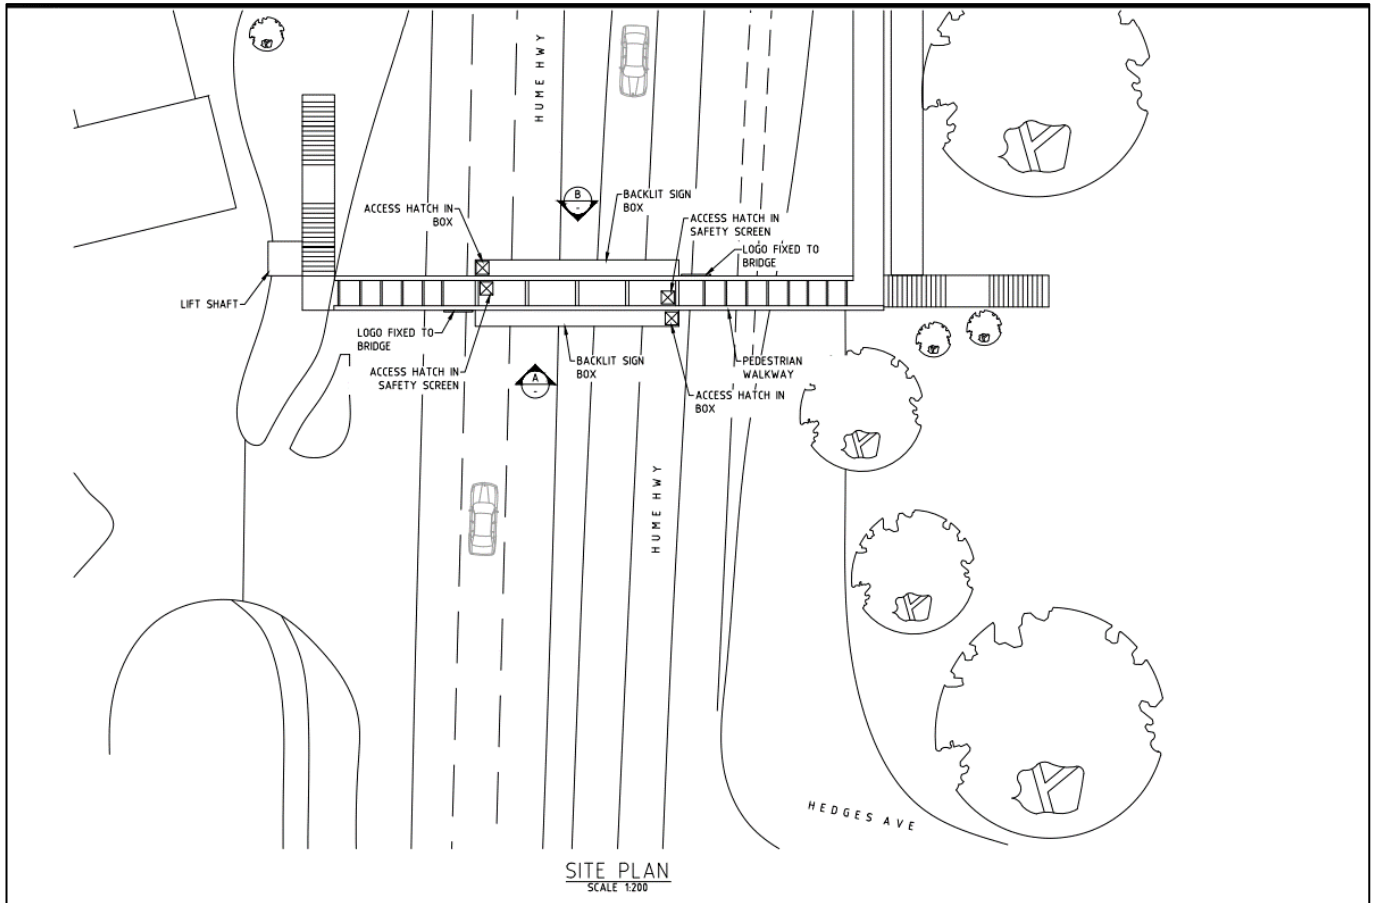 HUME HWY
B
-
BACKLIT SIGN
BOX
ACCESS HATCH IN
BOX
ACCESS HATCH IN
SAFETY SCREEN
LOGO FIXED TO
BRIDGE
LIFT SHAFT
LOGO FIXED TO
BRIDGE
ACCESS HATCH IN
SAFETY SCREEN
A
-
BACKLIT SIGN
BOX
PEDESTRIAN
WALKWAY
ACCESS HATCH IN
BOX
HUME HWY
HEDGES AVE
SITE PLAN
SCALE 1:200